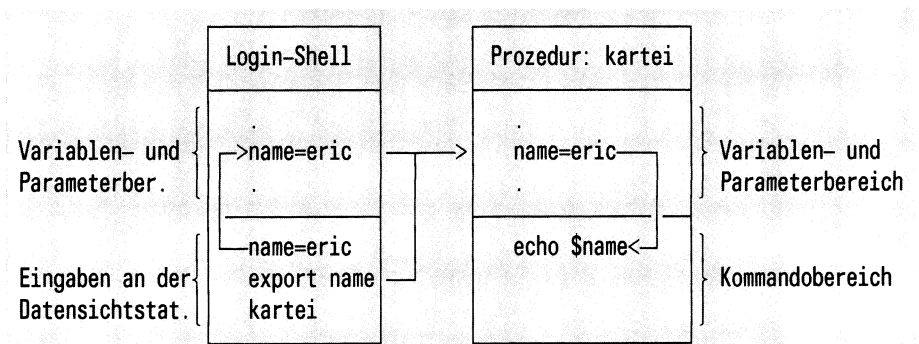 Login-Shell Prozedur: kartei
. .
Variablen- und >name=eric > name=eric Variablen- und
Parameterber. . . Parameterbereich
name=eric echo $name<
Eingaben an der export name Kommandobereich
Datensichtstat. kartei